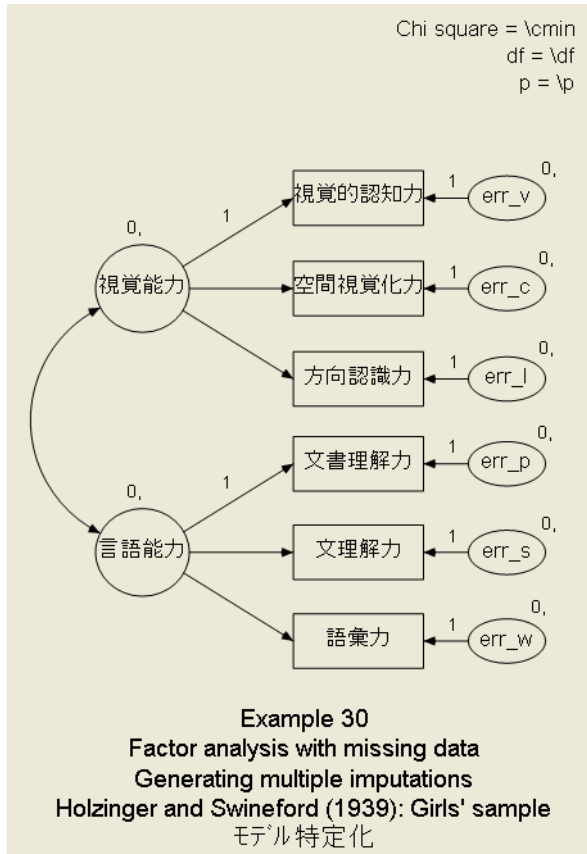 Chi square = \cmin
df = \df
p = \p
0,
1
視覚的認知力
1
err_v
0,
視覚能力
空間視覚化力
1
err_c
0,
方向認識力
1
err_l
0,
0,
1
文書理解力
1
err_p
0,
言語能力
文理解力
1
err_s
0,
語彙力
1
err_w
0,
Example 30
Factor analysis with missing data
Generating multiple imputations
Holzinger and Swineford (1939): Girls' sample
モデル特定化